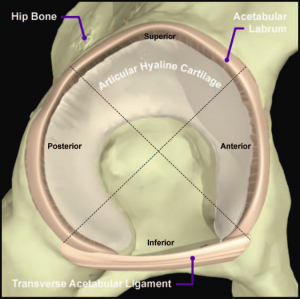 Hip Bone
Acetabular
Labrum
Superior
Articular Hyaline Cartilage
Posterior
Anterior
Inferior
Transverse Acetabular Ligament